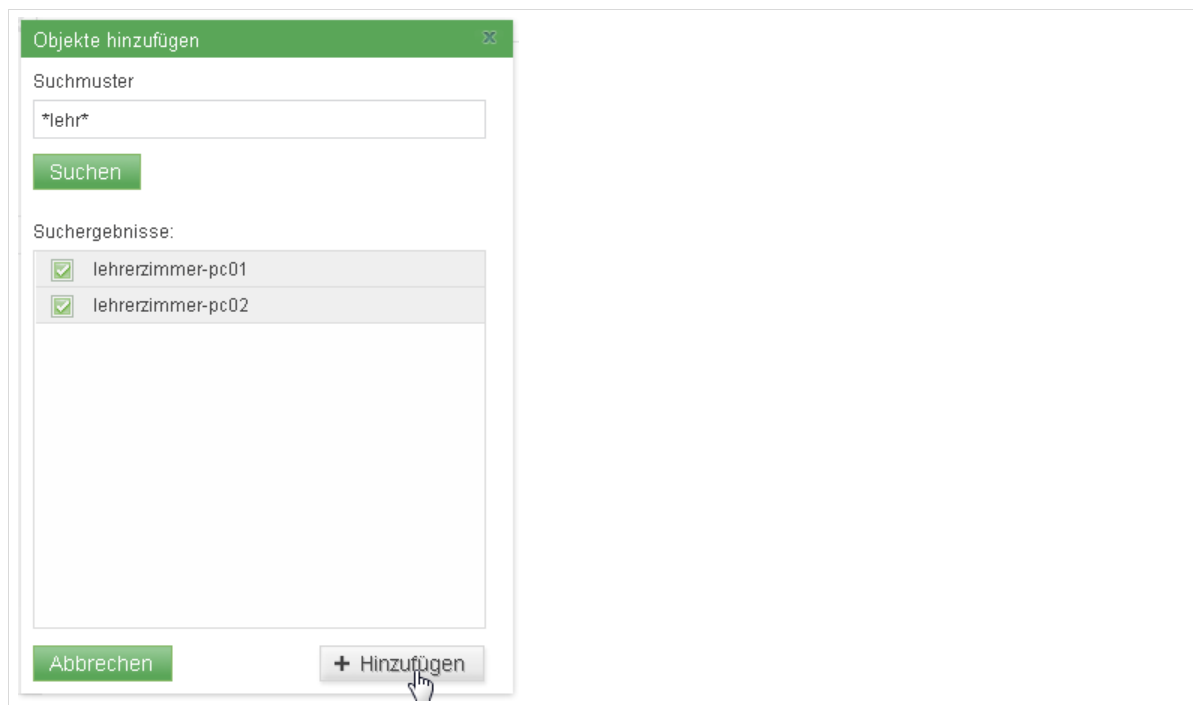 Objekte hinzufügen
Suchmuster
*lehr*
Suchen
Suchergebnisse:
lehrerzimmer-pc01
lehrerzimmer-pc02
Abbrechen
+ Hinzufügen